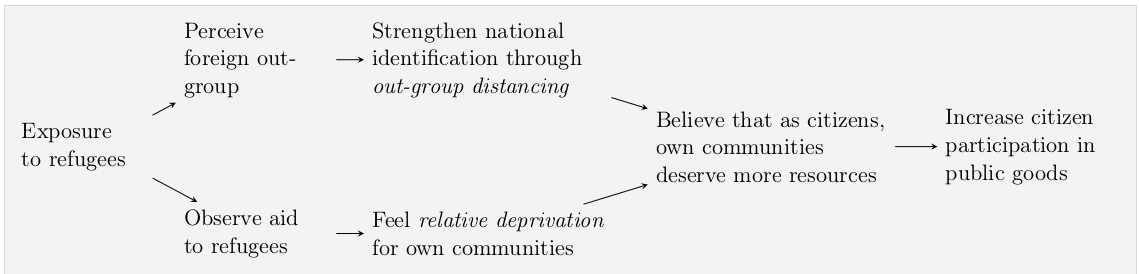 Exposure
to refugees
Perceive
foreign out-
group
Strengthen national
identification through
out-group distancing
Observe aid
to refugees
Feel relative deprivation
for own communities
Believe that as citizens,
own communities
deserve more resources
Increase citizen
participation in
public goods